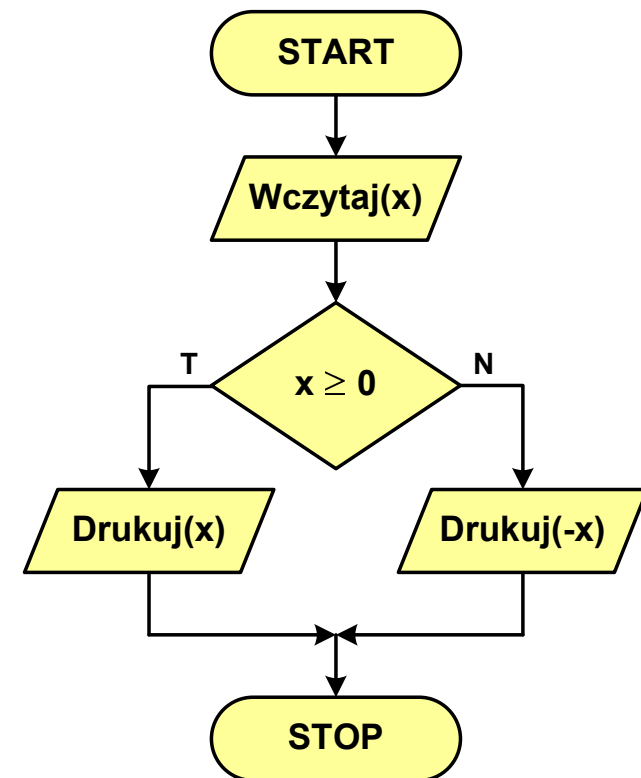 START
Wczytaj(x)
T
x ≥ 0
N
Drukuj(x)
Drukuj(-x)
STOP